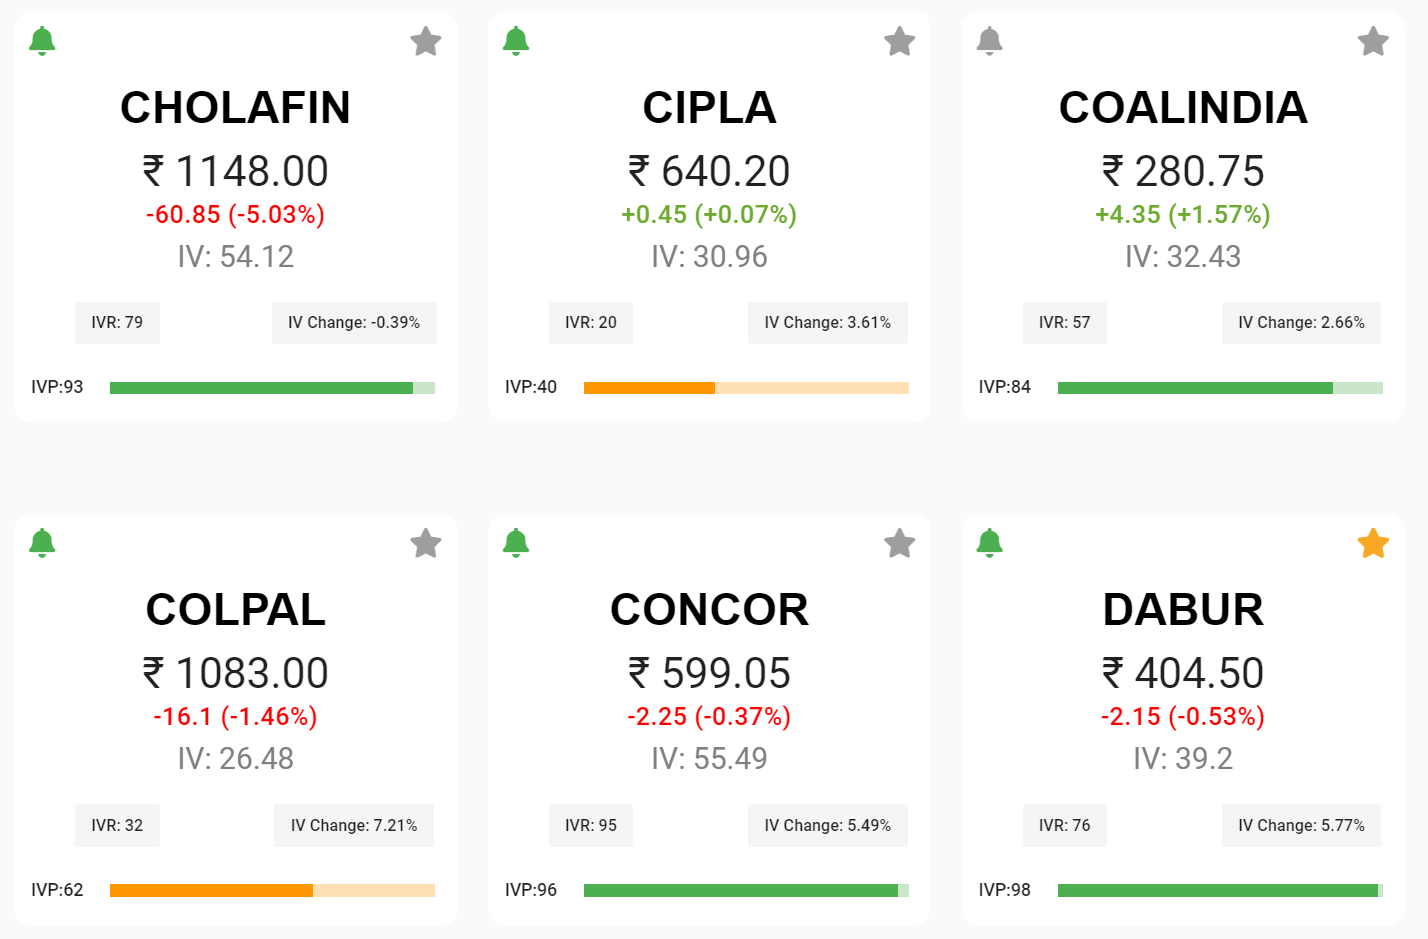 CHOLAFIN
₹ 1148.00
-60.85 (-5.03%)
IV: 54.12
IVR: 79
IV Change: -0.39%
IVP:93
CIPLA
₹ 640.20
+0.45 (+0.07%)
IV: 30.96
IVR: 20
IV Change: 3.61%
IVP:40
COALINDIA
₹ 280.75
+4.35 (+1.57%)
IV: 32.43
IVR: 57
IV Change: 2.66%
IVP:84
COLPAL
₹ 1083.00
-16.1 (-1.46%)
IV: 26.48
IVR: 32
IV Change: 7.21%
IVP:62
CONCOR
₹ 599.05
-2.25 (-0.37%)
IV: 55.49
IVR: 95
IV Change: 5.49%
IVP:96
DABUR
₹ 404.50
-2.15 (-0.53%)
IV: 39.2
IVR: 76
IV Change: 5.77%
IVP:98